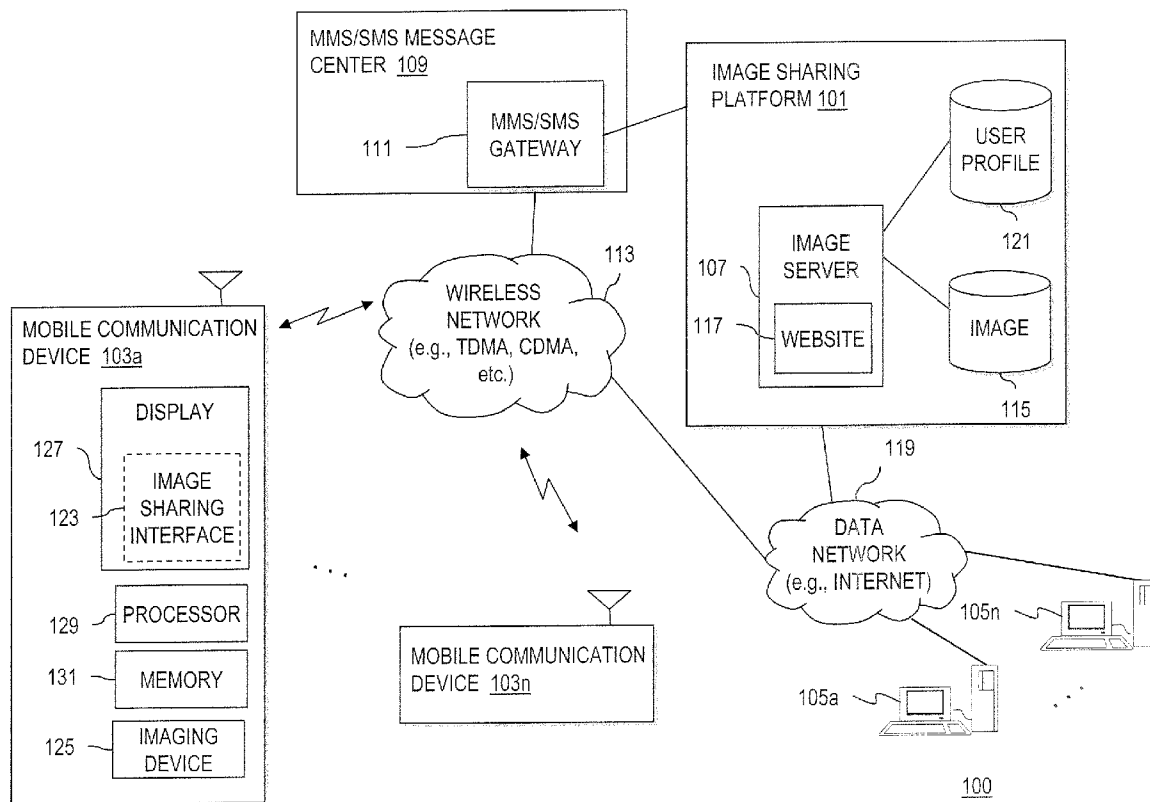 MMS/SMS MESSAGE
CENTER 109
MMS/SMS
GATEWAY
111
IMAGE SHARING
PLATFORM 101
USER
PROFILE
121
IMAGE
SERVER
107
117
WEBSITE
IMAGE
115
113
WIRELESS
NETWORK
(e.g., TDMA, CDMA,
etc.)
MOBILE COMMUNICATION
DEVICE 103a
DISPLAY
127
IMAGE
SHARING
INTERFACE
123
PROCESSOR
129
MEMORY
131
IMAGING
DEVICE
125
. . .
MOBILE COMMUNICATION
DEVICE 103n
119
DATA
NETWORK
(e.g., INTERNET)
105n
105a
. . .
100